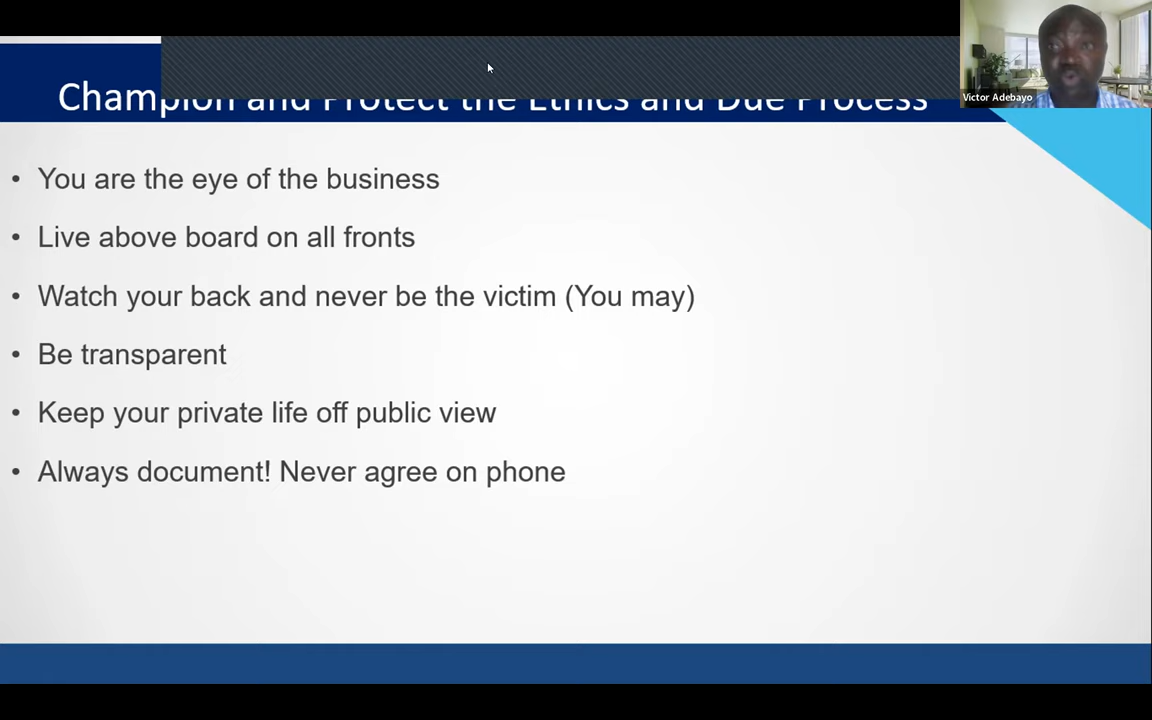 Champion and Protect the Ethics and Due Process
Victor Adebayo
• You are the eye of the business
• Live above board on all fronts
• Watch your back and never be the victim (You may)
• Be transparent
• Keep your private life off public view
• Always document! Never agree on phone